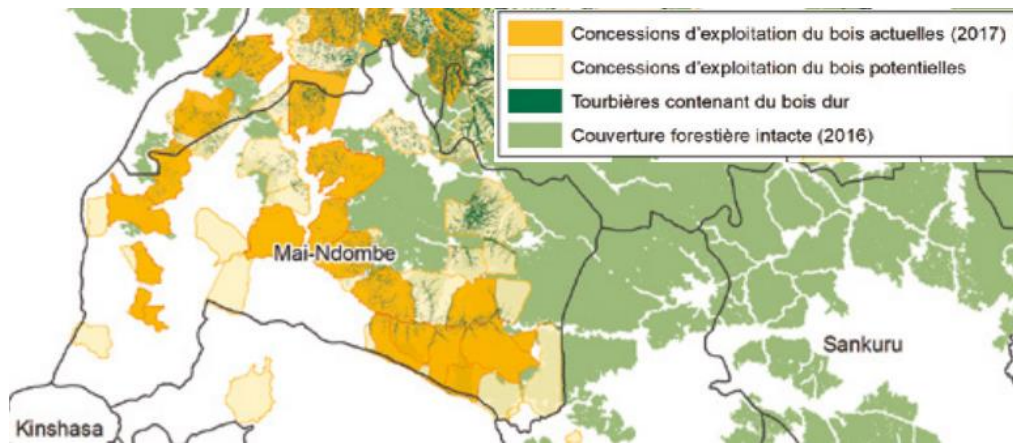 Concessions d'exploitation du bois actuelles (2017)
Concessions d'exploitation du bois potentielles
Tourbières contenant du bois dur
Couverture forestière intacte (2016)
Mai-Ndombe
Sankuru
Kinshasa